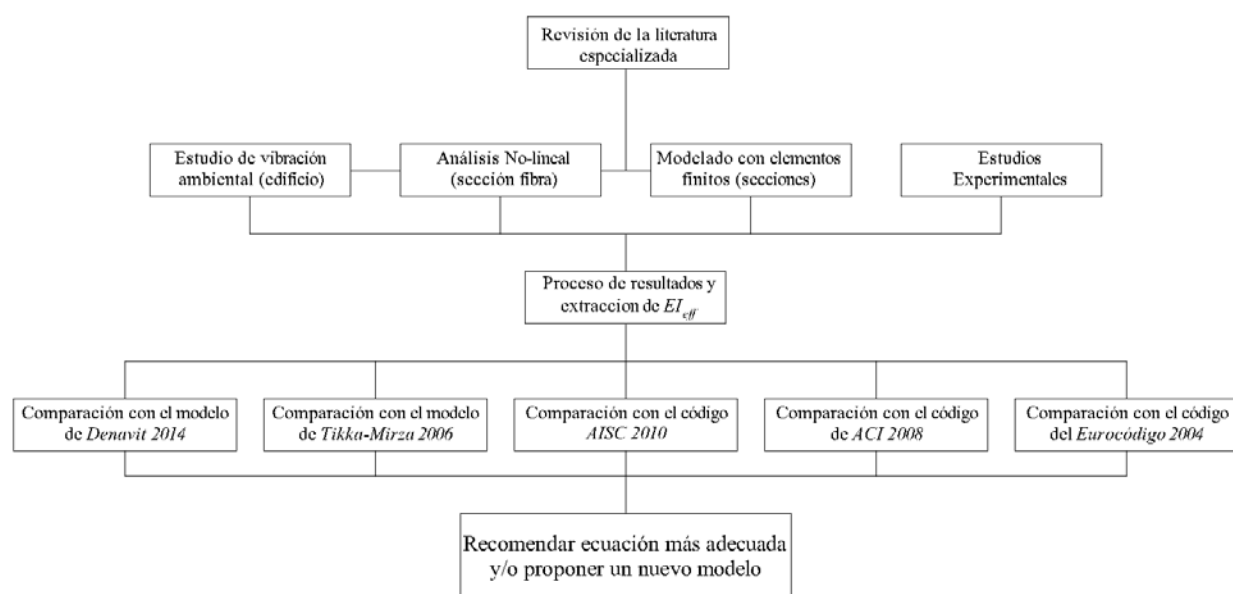 Revisión de la literatura
especializada
Estudio de vibración
ambiental (edificio)
Análisis No-lineal
(sección fibra)
Modelado con elementos
finitos (secciones)
Estudios
Experimentales
Proceso de resultados y
extraccion de EI_eff
Comparación con el modelo
de Denavit 2014
Comparación con el modelo
de Tikka-Mirza 2006
Comparación con el código
AISC 2010
Comparación con el código
de ACI 2008
Comparación con el código
del Eurocódigo 2004
Recomendar ecuación más adecuada
y/o proponer un nuevo modelo